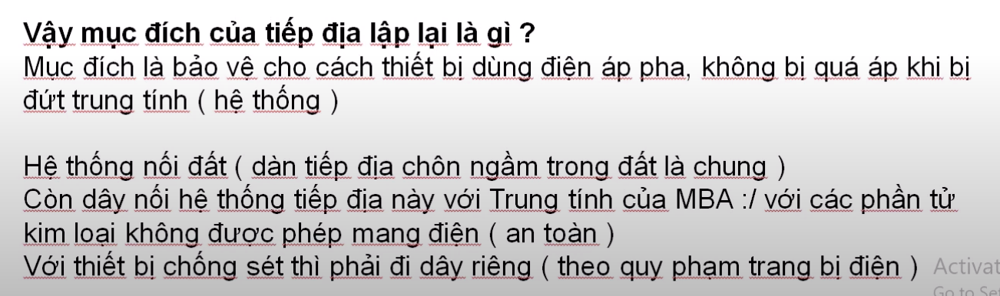 Vậy mục đích của tiếp địa lập lại là gì ?
Mục đích là bảo vệ cho cách thiết bị dùng điện áp pha, không bị quá áp khi bị
đứt trung tính ( hệ thống )
Hệ thống nối đất ( dàn tiếp địa chôn ngầm trong đất là chung )
Còn dây nối hệ thống tiếp địa này với Trung tính của MBA :/ với các phần tử
kim loại không được phép mang điện ( an toàn )
Với thiết bị chống sét thì phải đi dây riêng ( theo quy phạm trang bị điện )
Activat
Go to Set